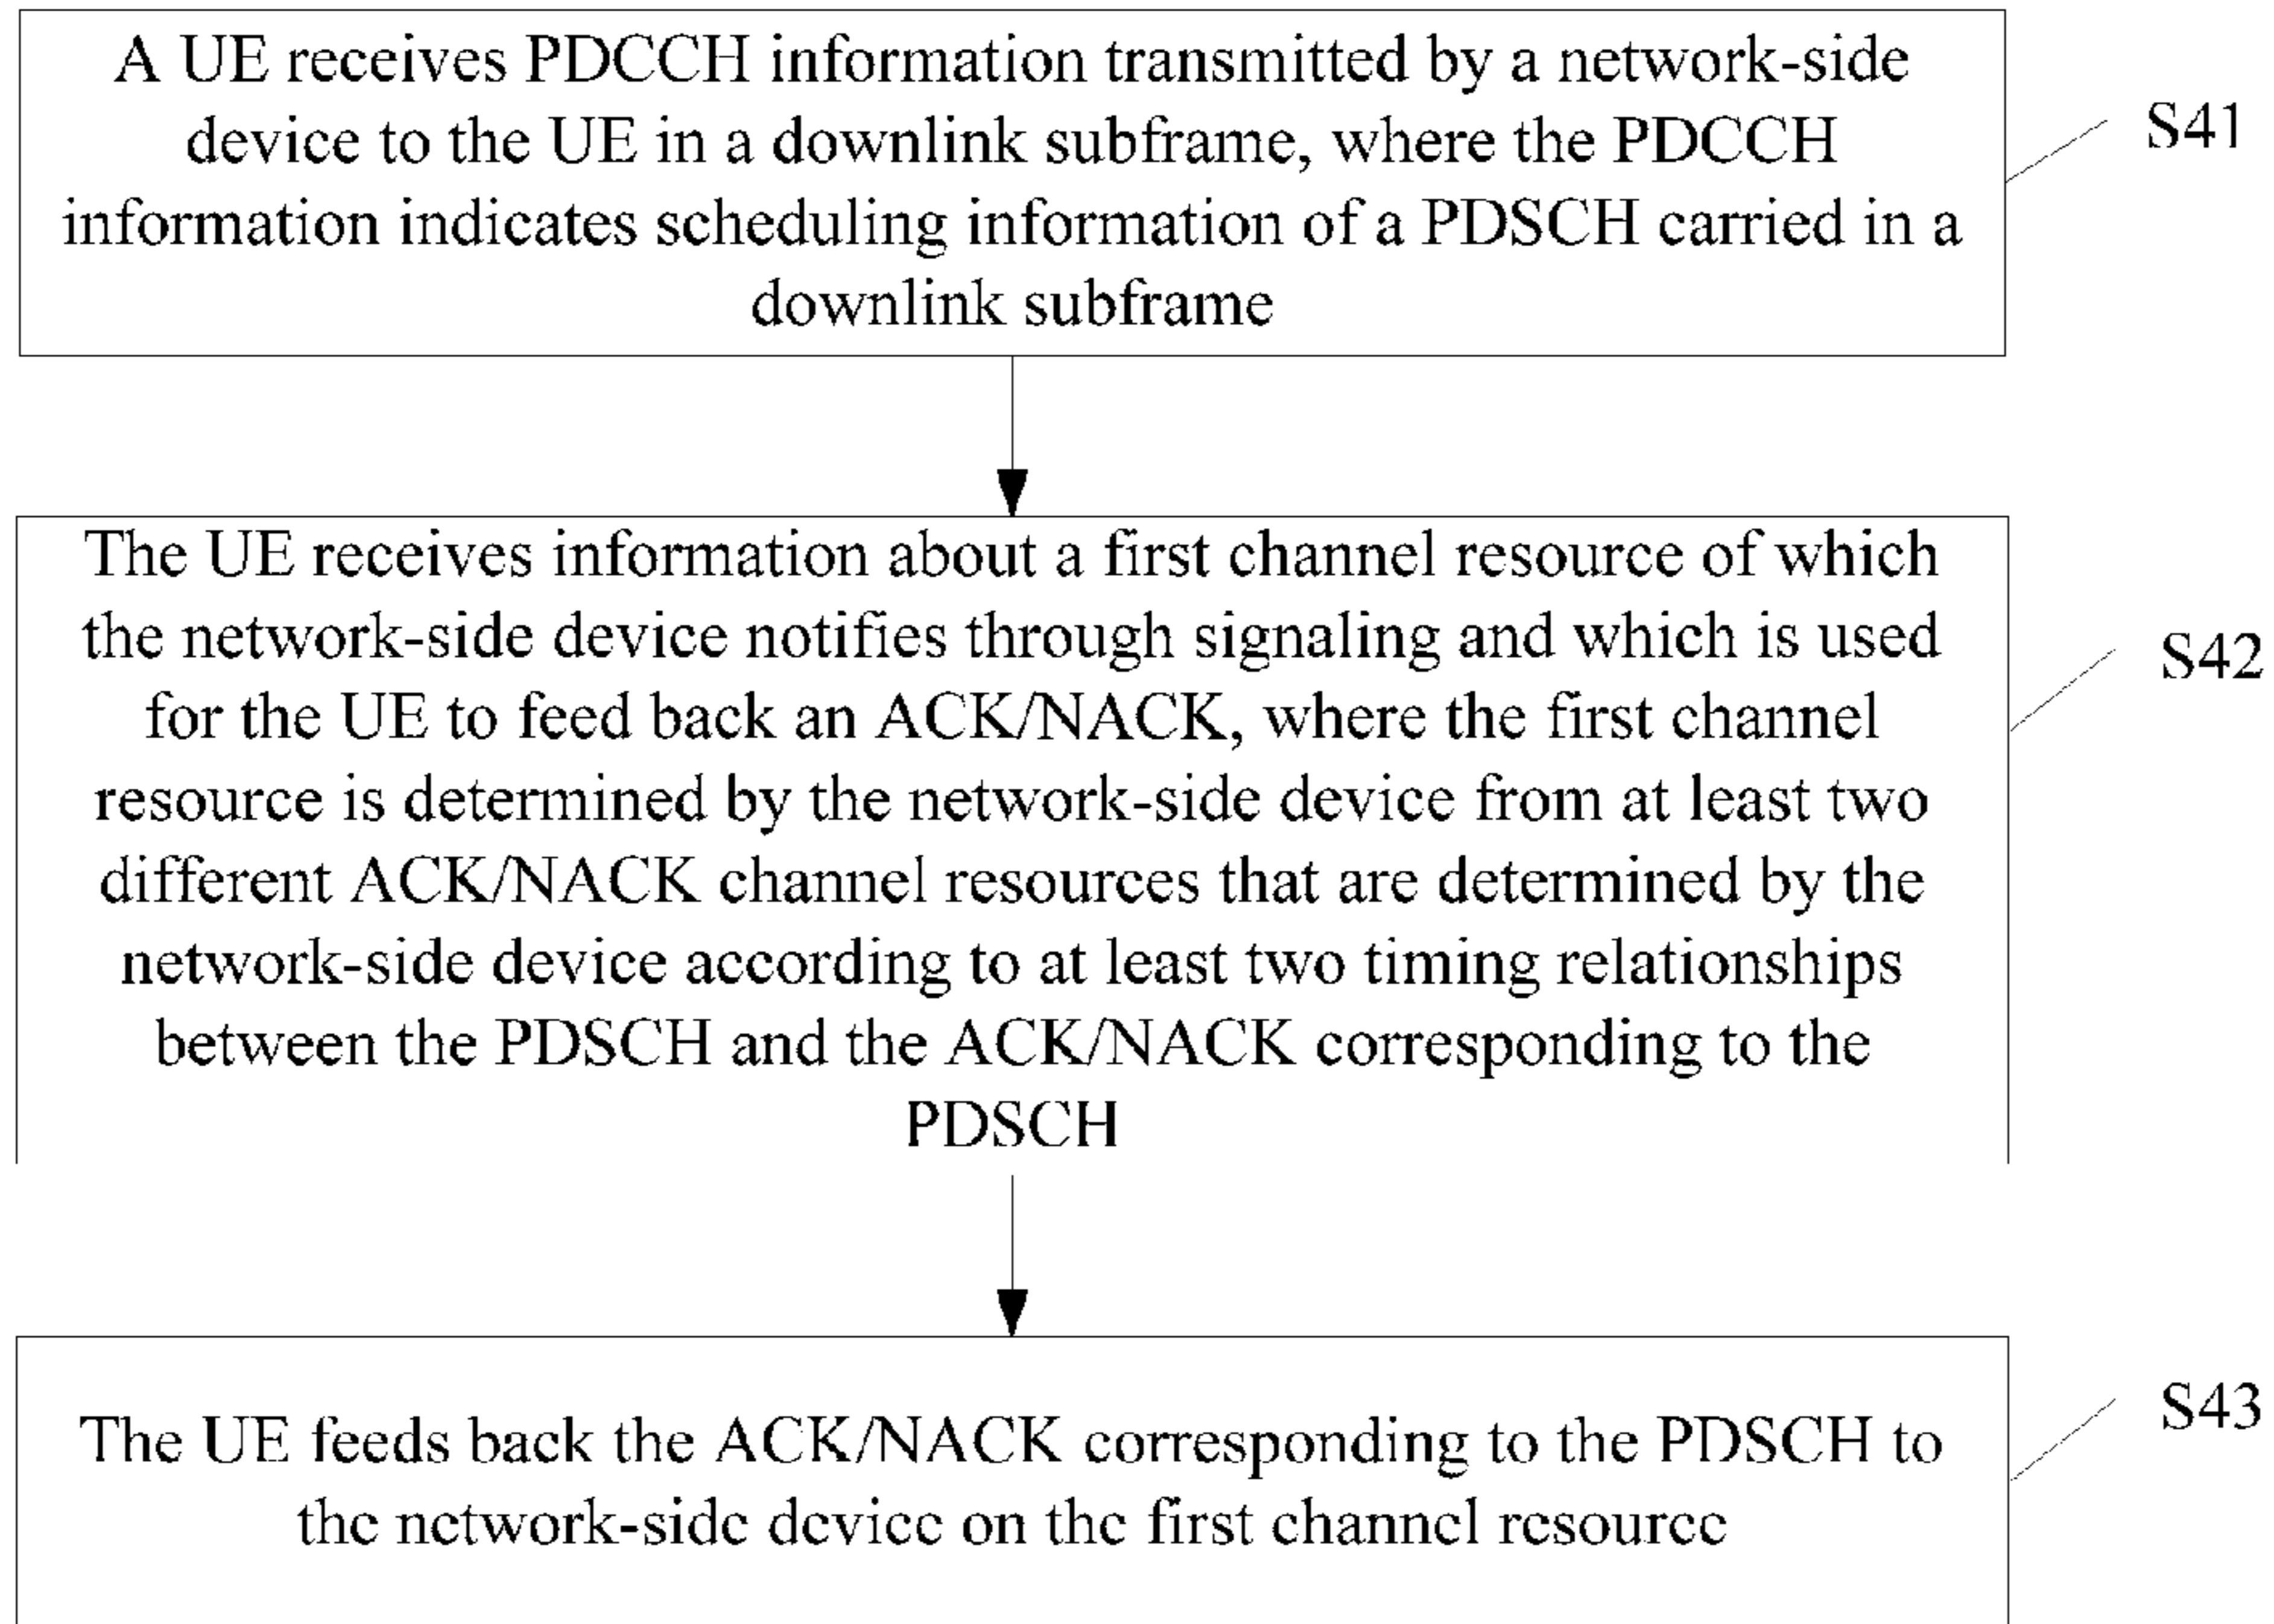 A UE receives PDCCH information transmitted by a network-side
device to the UE in a downlink subframe, where the PDCCH
information indicates scheduling information of a PDSCH carried in a
downlink subframe
S41
The UE receives information about a first channel resource of which
the network-side device notifies through signaling and which is used
for the UE to feed back an ACK/NACK, where the first channel
resource is determined by the network-side device from at least two
different ACK/NACK channel resources that are determined by the
network-side device according to at least two timing relationships
between the PDSCH and the ACK/NACK corresponding to the
PDSCH
S42
The UE feeds back the ACK/NACK corresponding to the PDSCH to
the network-side device on the first channel resource
S43